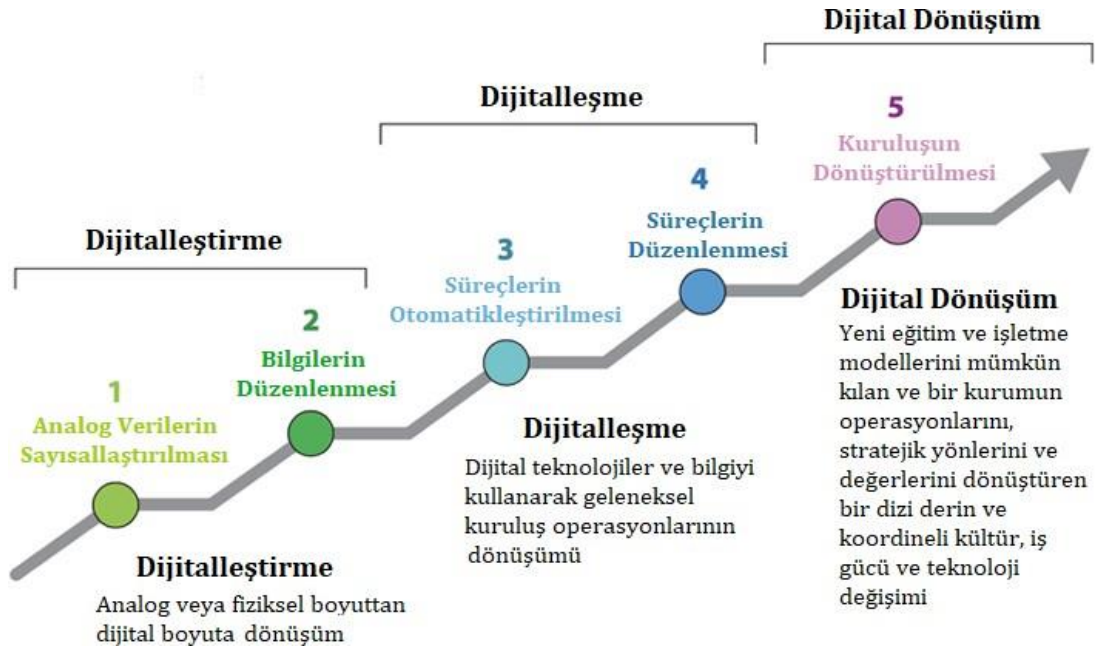 Dijitalleştirme
1
Analog Verilerin
Sayısallaştırılması
2
Bilgilerin
Düzenlenmesi
Dijitalleştirme
Analog veya fiziksel boyuttan
dijital boyuta dönüşüm
Dijitalleşme
3
Süreçlerin
Otomatikleştirilmesi
4
Süreçlerin
Düzenlenmesi
Dijitalleşme
Dijital teknolojiler ve bilgiyi
kullanarak geleneksel
kuruluş operasyonlarının
dönüşümü
Dijital Dönüşüm
5
Kuruluşun
Dönüştürülmesi
Dijital Dönüşüm
Yeni eğitim ve işletme
modellerini mümkün
kılan ve bir kurumun
operasyonlarını,
stratejik yönlerini ve
değerlerini dönüştüren
bir dizi derin ve
koordineli kültür, iş
gücü ve teknoloji
değişimi